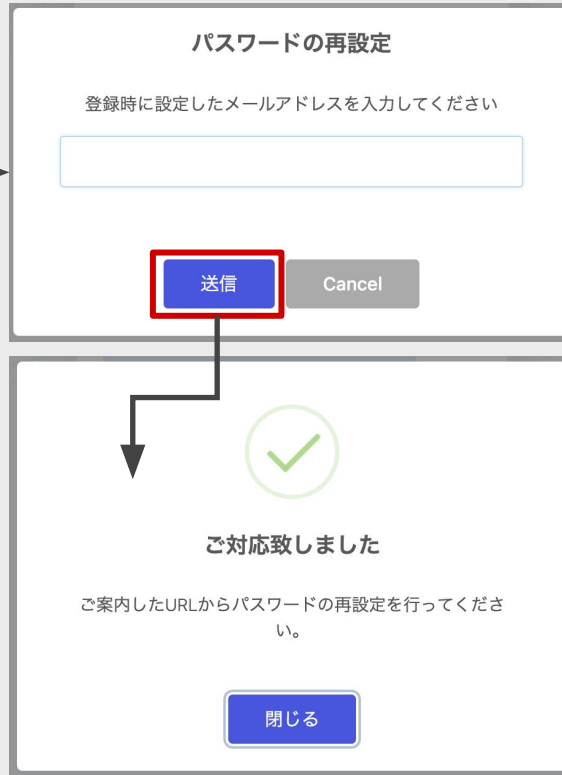 パスワードの再設定
登録時に設定したメールアドレスを入力してください
送信
Cancel
ご対応致しました
ご案内したURLからパスワードの再設定を行ってくださ
い。
閉じる